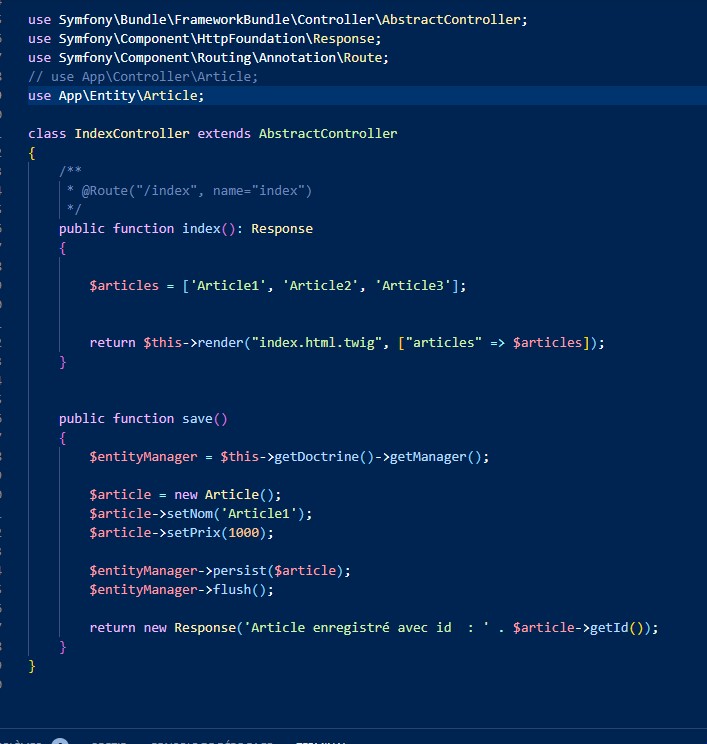 use Symfony\Bundle\FrameworkBundle\Controller\AbstractController;
use Symfony\Component\HttpFoundation\Response;
use Symfony\Component\Routing\Annotation\Route;
// use App\Controller\Article;
use App\Entity\Article;
class IndexController extends AbstractController
{
/**
* @Route("/index", name="index")
*/
public function index(): Response
{
$articles = ['Article1', 'Article2', 'Article3'];
return $this->render("index.html.twig", ["articles" => $articles]);
}
public function save()
{
$entityManager = $this->getDoctrine()->getManager();
$article = new Article();
$article->setNom('Article1');
$article->setPrix(1000);
$entityManager->persist($article);
$entityManager->flush();
return new Response('Article enregistré avec id  : ' . $article->getId());
}
}